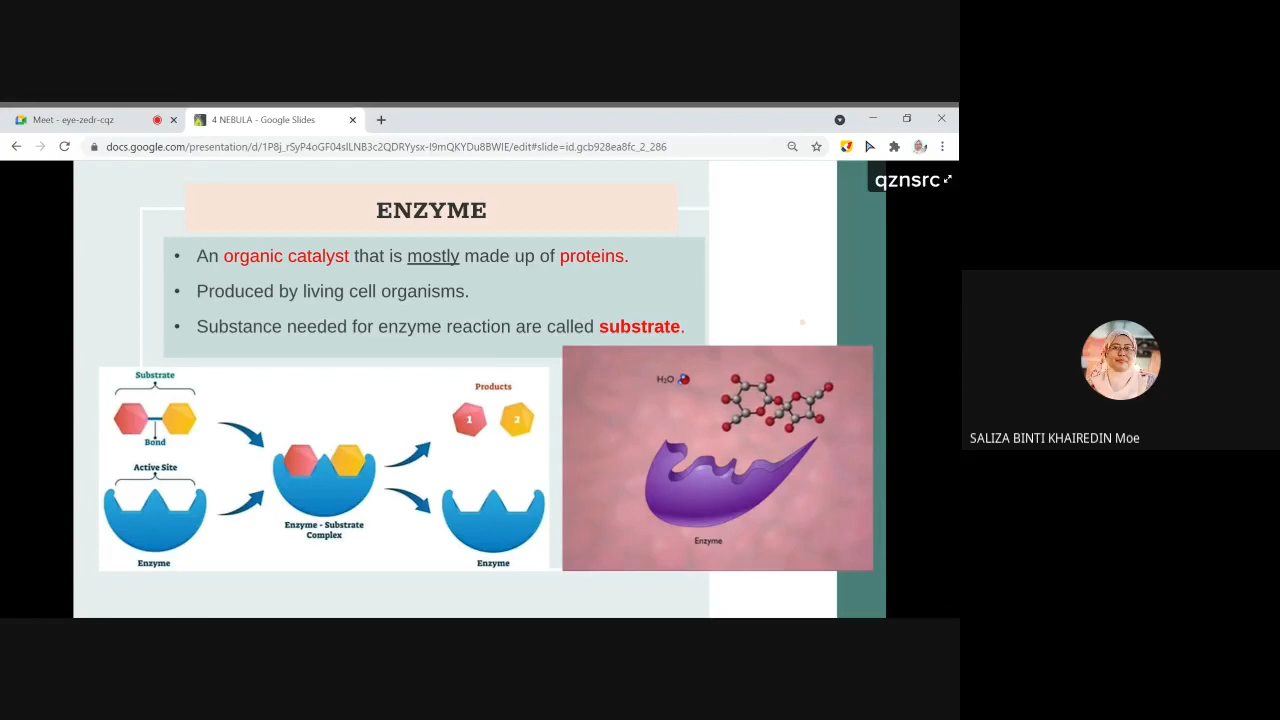 Meet - eye-zedr-cqz
4 NEBULA - Google Slides
docs.google.com/presentation/d/1P8j_rSyP4oGF04slLNB3c2QDRYysx-I9mQKYDu8BWIE/edit#slide=id.gcb928ea8fc_2_286
qznsrc
ENZYME
• An organic catalyst that is mostly made up of proteins.
• Produced by living cell organisms.
• Substance needed for enzyme reaction are called substrate.
Substrate
Bond
Active Site
Enzyme
Enzyme - Substrate
Complex
Products
1
2
Enzyme
H₂O
Enzyme
SALIZA BINTI KHAIREDIN Moe